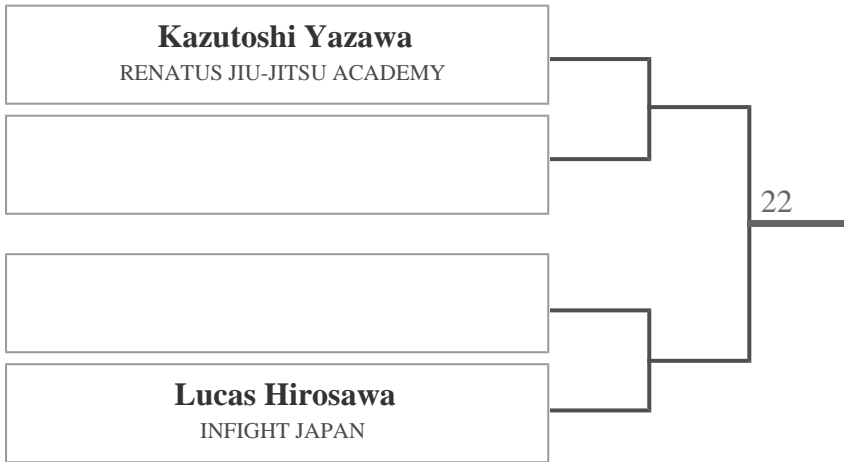 Kazutoshi Yazawa
RENATUS JIU-JITSU ACADEMY
22
Lucas Hirosawa
INFIGHT JAPAN